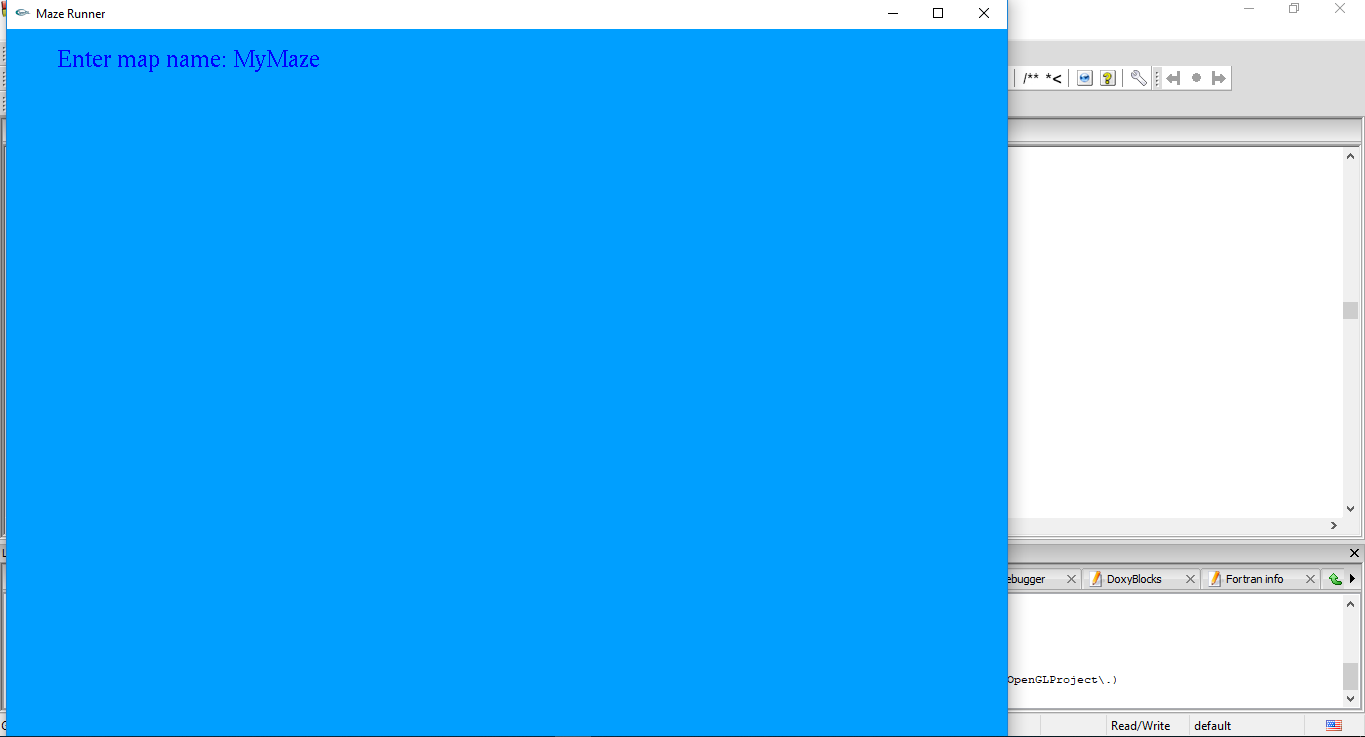 Maze Runner
Enter map name: MyMaze
/** *<
ebugger
DoxyBlocks
Fortran info
OpenGLProject\.)
Read/Write
default